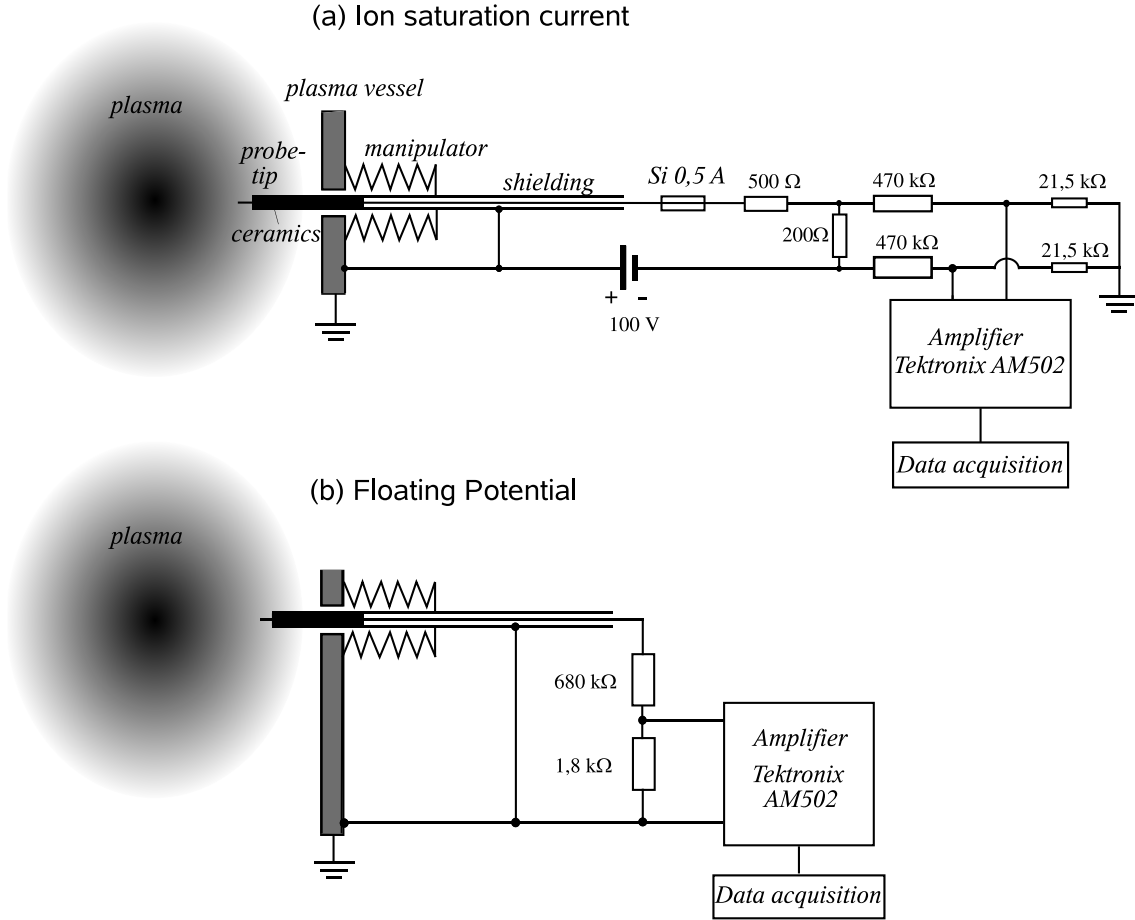 (a) Ion saturation current
plasma
plasma vessel
probe-
tip
manipulator
shielding
ceramics
Si 0,5 A
500 Ω
470 kΩ
21,5 kΩ
200Ω
470 kΩ
21,5 kΩ
+ -
100 V
Amplifier
Tektronix AM502
Data acquisition
(b) Floating Potential
plasma
680 kΩ
1,8 kΩ
Amplifier
Tektronix
AM502
Data acquisition